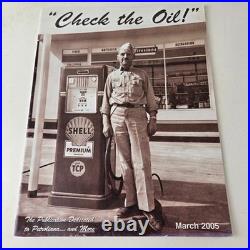 "Check the Oil!"
Firestone
SHELL
PREMIUM
TCP
The Publication Dedicated
to Petroliana... and More
March 2005